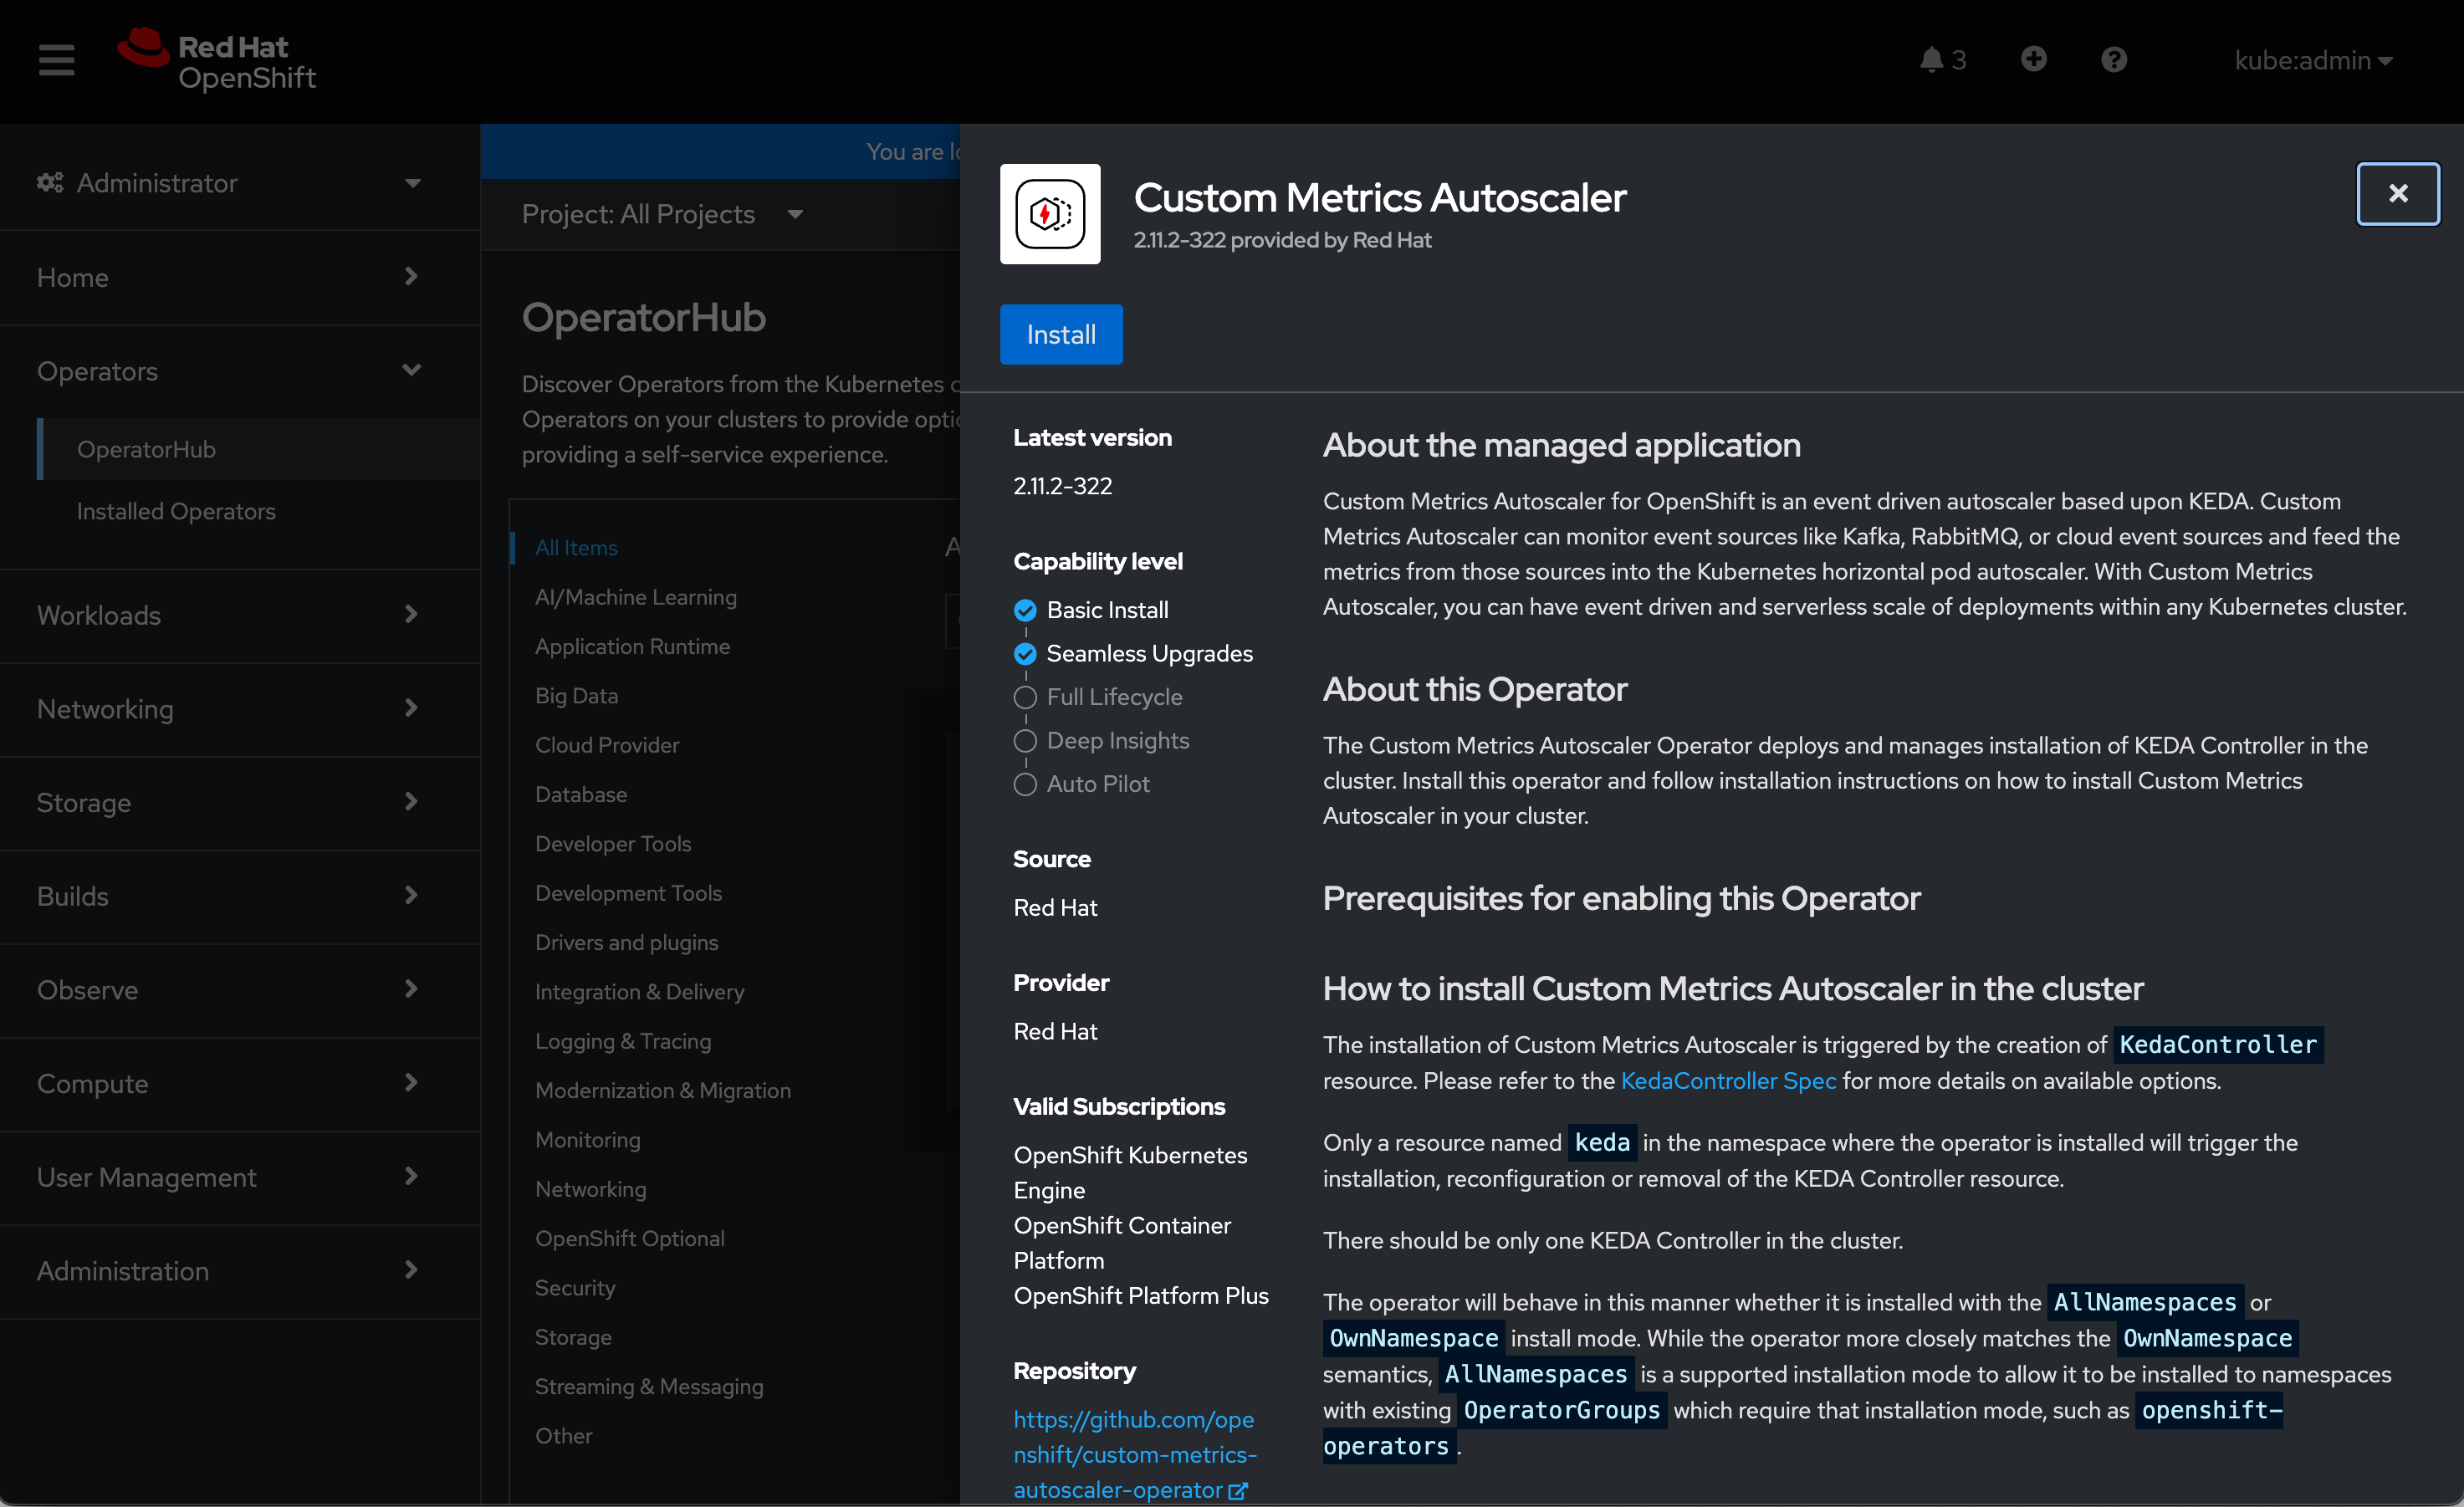 Red Hat
OpenShift
3
kube:admin
Administrator
Home
Operators
OperatorHub
Installed Operators
Workloads
Networking
Storage
Builds
Observe
Compute
User Management
Administration
You are
Project: All Projects
OperatorHub
Discover Operators from the Kubernetes
Operators on your clusters to provide
providing a self-service experience.
All Items
AI/Machine Learning
Application Runtime
Big Data
Cloud Provider
Database
Developer Tools
Development Tools
Drivers and plugins
Integration & Delivery
Logging & Tracing
Modernization & Migration
Monitoring
Networking
OpenShift Optional
Security
Storage
Streaming & Messaging
Other
Custom Metrics Autoscaler
2.11.2-322 provided by Red Hat
Install
Latest version
2.11.2-322
Capability level
Basic Install
Seamless Upgrades
Full Lifecycle
Deep Insights
Auto Pilot
Source
Red Hat
Provider
Red Hat
Valid Subscriptions
OpenShift Kubernetes
Engine
OpenShift Container
Platform
OpenShift Platform Plus
Repository
https://github.com/ope
nshift/custom-metrics-
autoscaler-operator
About the managed application
Custom Metrics Autoscaler for OpenShift is an event driven autoscaler based upon KEDA. Custom
Metrics Autoscaler can monitor event sources like Kafka, RabbitMQ, or cloud event sources and feed the
metrics from those sources into the Kubernetes horizontal pod autoscaler. With Custom Metrics
Autoscaler, you can have event driven and serverless scale of deployments within any Kubernetes cluster.
About this Operator
The Custom Metrics Autoscaler Operator deploys and manages installation of KEDA Controller in the
cluster. Install this operator and follow installation instructions on how to install Custom Metrics
Autoscaler in your cluster.
Prerequisites for enabling this Operator
How to install Custom Metrics Autoscaler in the cluster
The installation of Custom Metrics Autoscaler is triggered by the creation of KedaController
resource. Please refer to the KedaController Spec for more details on available options.
Only a resource named keda in the namespace where the operator is installed will trigger the
installation, reconfiguration or removal of the KEDA Controller resource.
There should be only one KEDA Controller in the cluster.
The operator will behave in this manner whether it is installed with the AllNamespaces or
OwnNamespace install mode. While the operator more closely matches the OwnNamespace
semantics, AllNamespaces is a supported installation mode to allow it to be installed to namespaces
with existing OperatorGroups which require that installation mode, such as openshift-
operators.